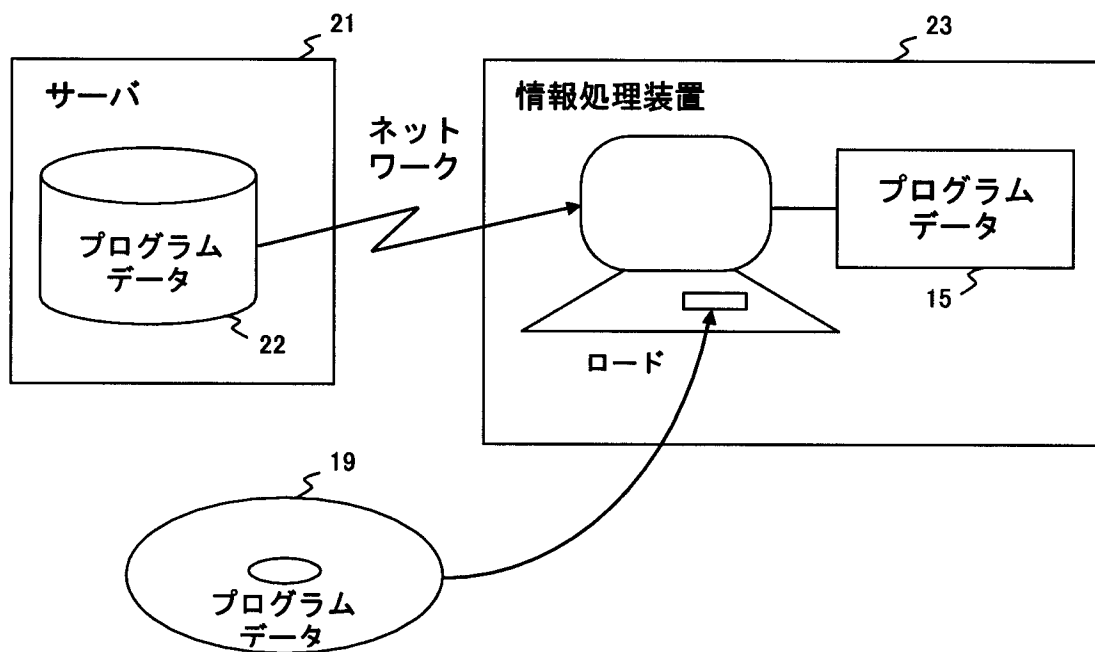 21
サーバ
プログラム
データ
22
ネット
ワーク
23
情報処理装置
プログラム
データ
15
ロード
19
プログラム
データ